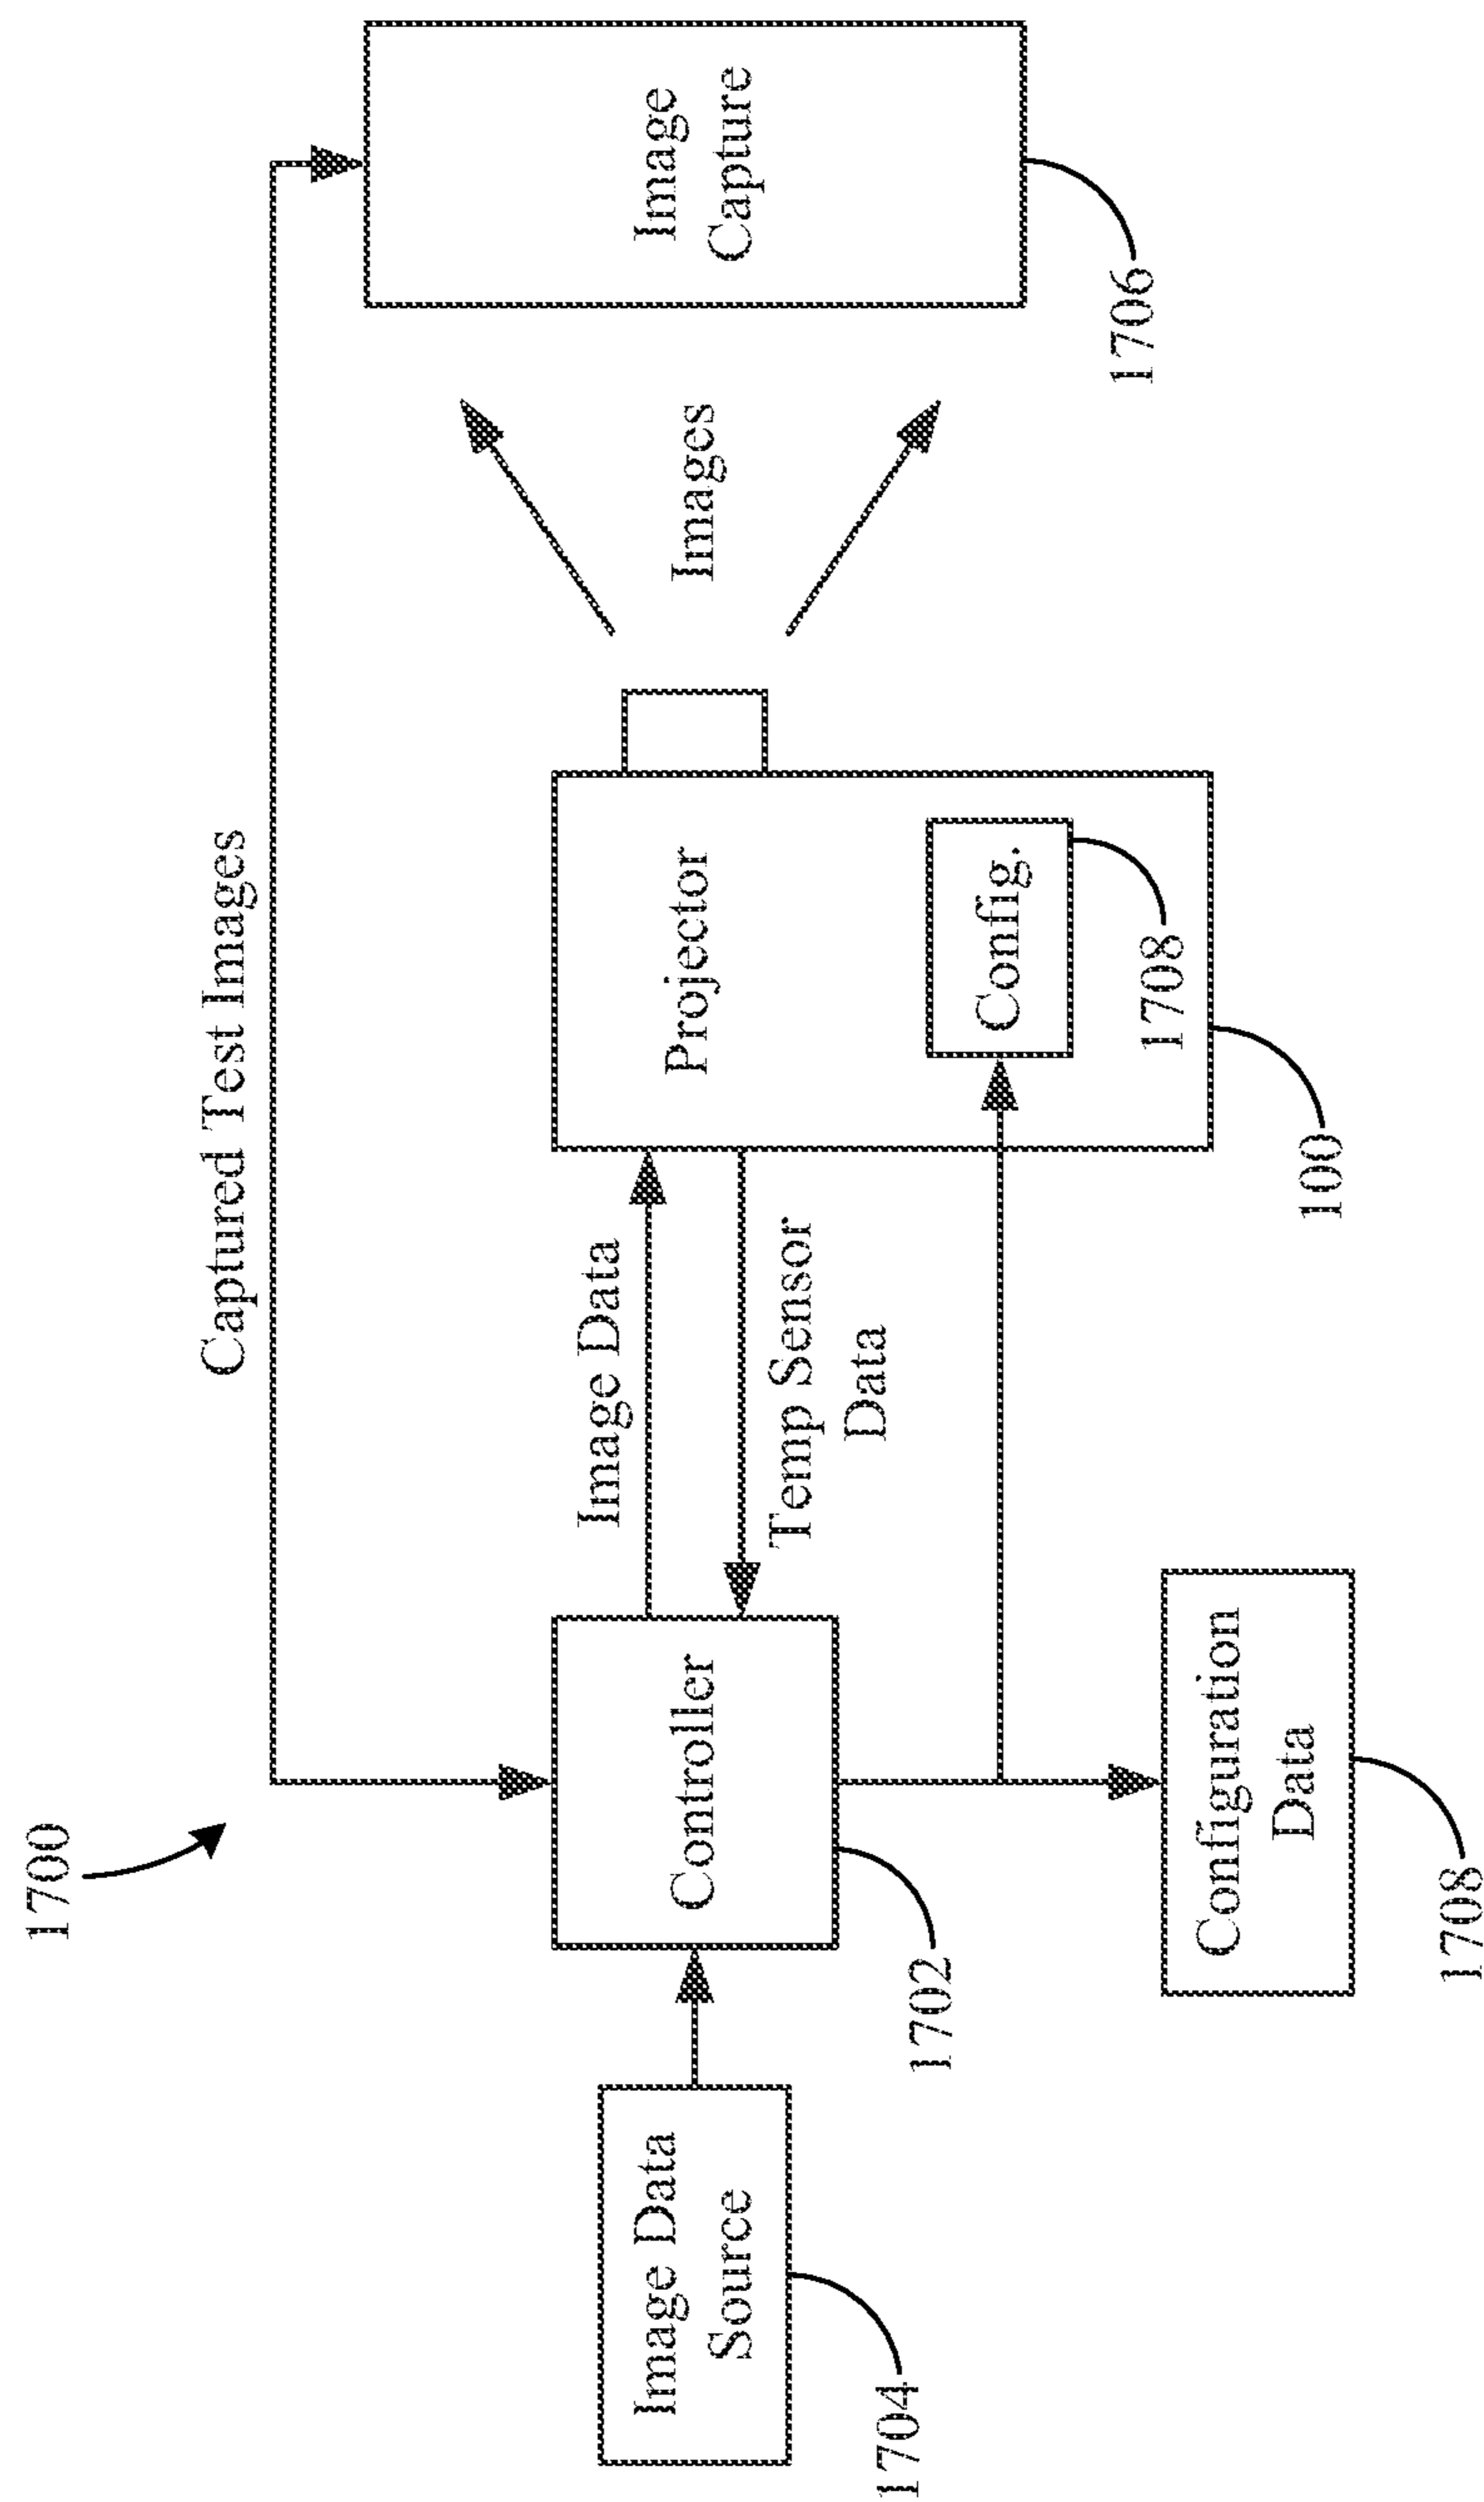 1700
Captured Test Images
Image Data
Source
1704
Controller
1702
Image Data
Temp Sensor
Data
Configuration
Data
1708
Projector
Config.
1708
100
Images
Image
Capture
1706